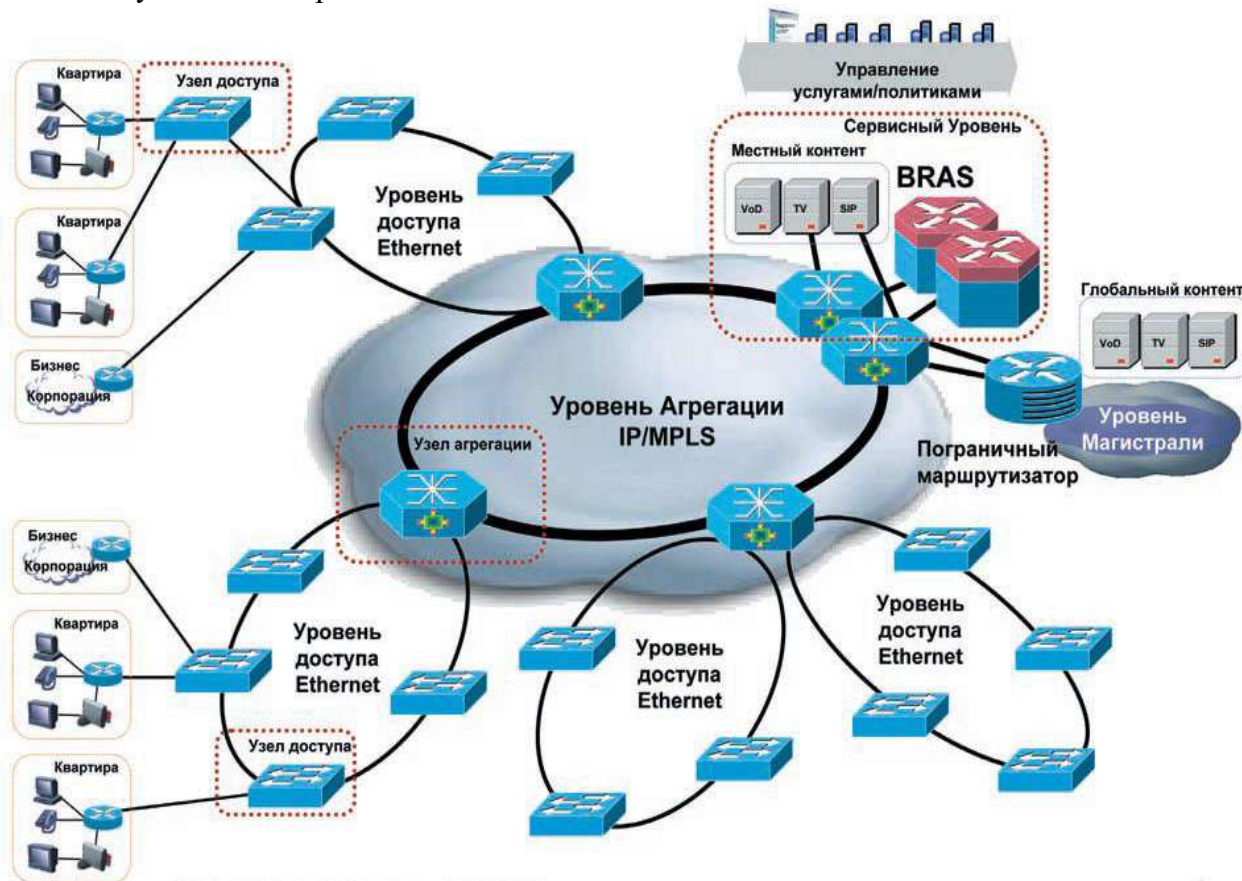 Управление
услугами/политиками
Квартира
Узел доступа
Сервисный Уровень
Местный контент
BRAS
VoD
TV
SIP
Уровень
доступа
Ethernet
Квартира
Глобальный контент
VoD
TV
SIP
Бизнес
Корпорация
Уровень Агрегации
IP/MPLS
Уровень
Магистрали
Пограничный
маршрутизатор
Узел агрегации
Бизнес
Корпорация
Квартира
Уровень
доступа
Ethernet
Уровень
доступа
Ethernet
Уровень
доступа
Ethernet
Узел доступа
Квартира